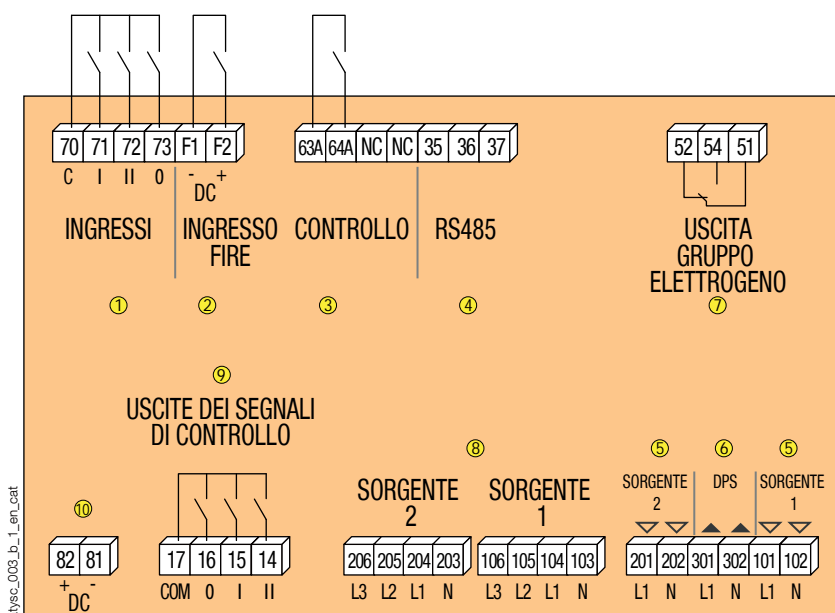 70 71 72 73 F1 F2
C I II 0 - DC +
INGRESSI
INGRESSO
FIRE
63A 64A NC NC 35 36 37
CONTROLLO
RS485
52 54 51
USCITA
GRUPPO
ELETTROGENO
1 2 3 4 7
9
USCITE DEI SEGNALI
DI CONTROLLO
10
82 81
+ DC -
17 16 15 14
COM 0 I II
8
SORGENTE
2
SORGENTE
1
206 205 204 203
L3 L2 L1 N
106 105 104 103
L3 L2 L1 N
5 6 5
SORGENTE
2
DPS
SORGENTE
1
201 202 301 302 101 102
L1 N L1 N L1 N
tysc_003_b_1_en_cat